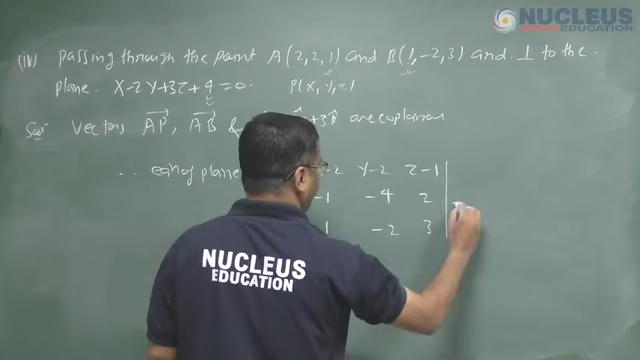 NUCLEUS
EDUCATION
(iv) passing through the point A(2,2,1) and B(1,-2,3) and ⊥ to the
plane. x-2y+3z+4=0. P(x,y,z)
Solⁿ Vectors AP, AB & +3k̂ are coplanar
∴ eqⁿ of plane -2 y-2 z-1
-1 -4 2
1 -2 3
NUCLEUS
EDUCATION